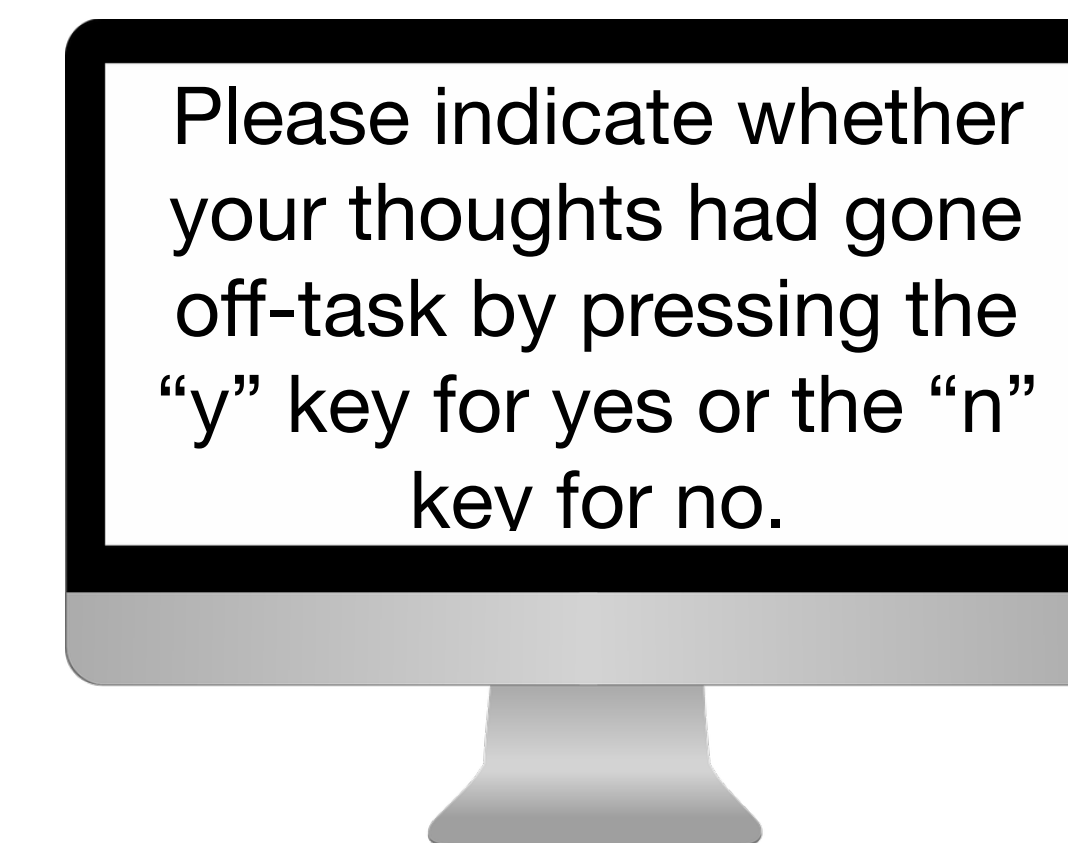 Please indicate whether
your thoughts had gone
off-task by pressing the
“y” key for yes or the “n”
key for no.